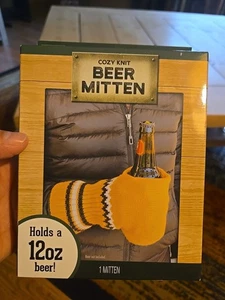 COZY KNIT
BEER
MITTEN
Holds a
12oz
beer!
1 MITTEN